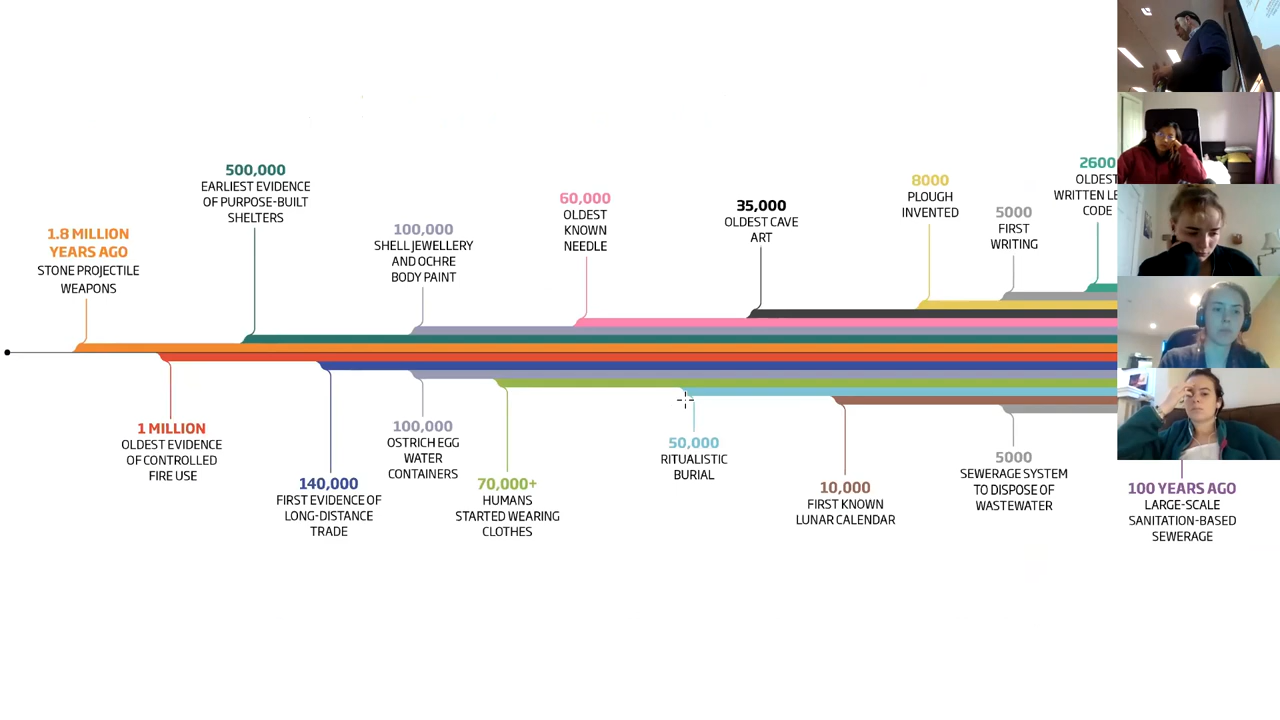 1.8 MILLION
YEARS AGO
STONE PROJECTILE
WEAPONS
500,000
EARLIEST EVIDENCE
OF PURPOSE-BUILT
SHELTERS
100,000
SHELL JEWELLERY
AND OCHRE
BODY PAINT
60,000
OLDEST
KNOWN
NEEDLE
35,000
OLDEST CAVE
ART
8000
PLOUGH
INVENTED
5000
FIRST
WRITING
2600
OLDEST
WRITTEN LE
CODE
1 MILLION
OLDEST EVIDENCE
OF CONTROLLED
FIRE USE
140,000
FIRST EVIDENCE OF
LONG-DISTANCE
TRADE
100,000
OSTRICH EGG
WATER
CONTAINERS
70,000+
HUMANS
STARTED WEARING
CLOTHES
50,000
RITUALISTIC
BURIAL
10,000
FIRST KNOWN
LUNAR CALENDAR
5000
SEWERAGE SYSTEM
TO DISPOSE OF
WASTEWATER
100 YEARS AGO
LARGE-SCALE
SANITATION-BASED
SEWERAGE